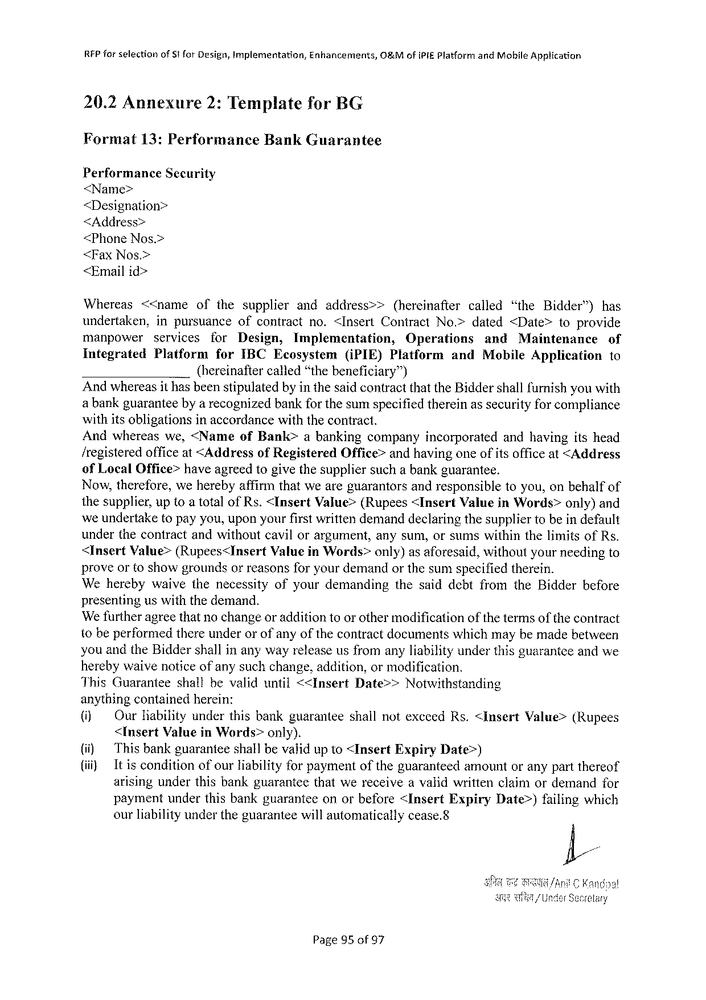 RFP for selection of SI for Design, Implementation, Enhancements, O&M of iPIE Platform and Mobile Application
20.2 Annexure 2: Template for BG
Format 13: Performance Bank Guarantee
Performance Security
<Name>
<Designation>
<Address>
<Phone Nos.>
<Fax Nos.>
<Email id>
Whereas <<name of the supplier and address>> (hereinafter called “the Bidder”) has
undertaken, in pursuance of contract no. <Insert Contract No.> dated <Date> to provide
manpower services for Design, Implementation, Operations and Maintenance of
Integrated Platform for IBC Ecosystem (iPIE) Platform and Mobile Application to
________________ (hereinafter called “the beneficiary”)
And whereas it has been stipulated by in the said contract that the Bidder shall furnish you with
a bank guarantee by a recognized bank for the sum specified therein as security for compliance
with its obligations in accordance with the contract.
And whereas we, <Name of Bank> a banking company incorporated and having its head
/registered office at <Address of Registered Office> and having one of its office at <Address
of Local Office> have agreed to give the supplier such a bank guarantee.
Now, therefore, we hereby affirm that we are guarantors and responsible to you, on behalf of
the supplier, up to a total of Rs. <Insert Value> (Rupees <Insert Value in Words> only) and
we undertake to pay you, upon your first written demand declaring the supplier to be in default
under the contract and without cavil or argument, any sum, or sums within the limits of Rs.
<Insert Value> (Rupees<Insert Value in Words> only) as aforesaid, without your needing to
prove or to show grounds or reasons for your demand or the sum specified therein.
We hereby waive the necessity of your demanding the said debt from the Bidder before
presenting us with the demand.
We further agree that no change or addition to or other modification of the terms of the contract
to be performed there under or of any of the contract documents which may be made between
you and the Bidder shall in any way release us from any liability under this guarantee and we
hereby waive notice of any such change, addition, or modification.
This Guarantee shall be valid until <<Insert Date>> Notwithstanding
anything contained herein:
(i) Our liability under this bank guarantee shall not exceed Rs. <Insert Value> (Rupees
<Insert Value in Words> only).
(ii) This bank guarantee shall be valid up to <Insert Expiry Date>)
(iii) It is condition of our liability for payment of the guaranteed amount or any part thereof
arising under this bank guarantee that we receive a valid written claim or demand for
payment under this bank guarantee on or before <Insert Expiry Date>) failing which
our liability under the guarantee will automatically cease.8
अनिल चन्द्र काण्डपाल/Anil C Kandpal
अवर सचिव/Under Secretary
Page 95 of 97